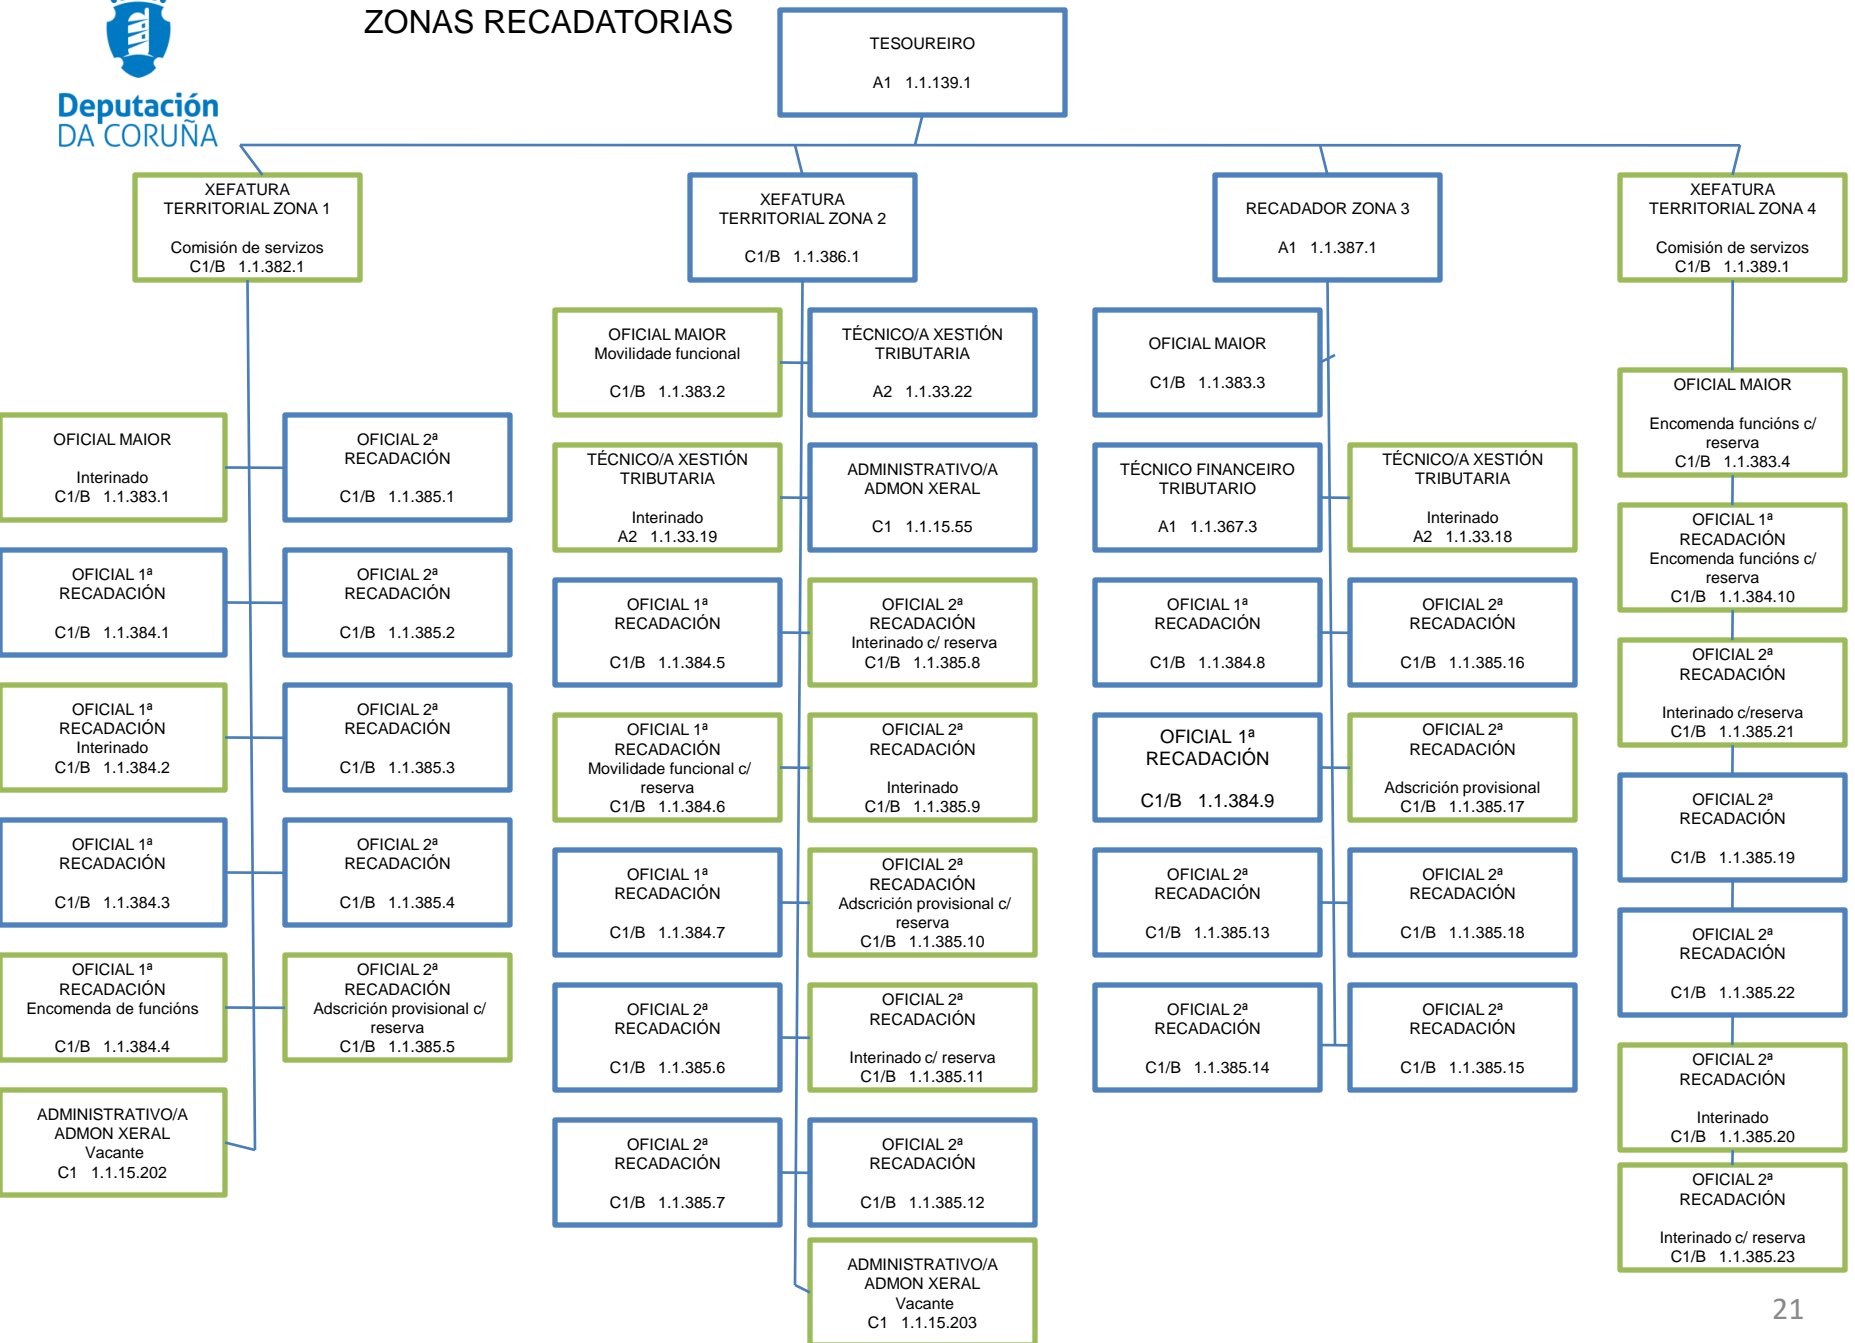 ZONAS RECADATORIAS
Deputación
DA CORUÑA
TESOUREIRO
A1 1.1.139.1
XEFATURA
TERRITORIAL ZONA 1
Comisión de servizos
C1/B 1.1.382.1
XEFATURA
TERRITORIAL ZONA 2
C1/B 1.1.386.1
RECADADOR ZONA 3
A1 1.1.387.1
XEFATURA
TERRITORIAL ZONA 4
Comisión de servizos
C1/B 1.1.389.1
OFICIAL MAIOR
Interinado
C1/B 1.1.383.1
OFICIAL 2ª
RECADACIÓN
C1/B 1.1.385.1
OFICIAL 1ª
RECADACIÓN
C1/B 1.1.384.1
OFICIAL 2ª
RECADACIÓN
C1/B 1.1.385.2
OFICIAL 1ª
RECADACIÓN
Interinado
C1/B 1.1.384.2
OFICIAL 2ª
RECADACIÓN
C1/B 1.1.385.3
OFICIAL 1ª
RECADACIÓN
C1/B 1.1.384.3
OFICIAL 2ª
RECADACIÓN
C1/B 1.1.385.4
OFICIAL 1ª
RECADACIÓN
Encomenda de funcións
C1/B 1.1.384.4
OFICIAL 2ª
RECADACIÓN
Adscrición provisional c/
reserva
C1/B 1.1.385.5
ADMINISTRATIVO/A
ADMON XERAL
Vacante
C1 1.1.15.202
OFICIAL MAIOR
Movilidade funcional
C1/B 1.1.383.2
TÉCNICO/A XESTIÓN
TRIBUTARIA
A2 1.1.33.22
TÉCNICO/A XESTIÓN
TRIBUTARIA
Interinado
A2 1.1.33.19
ADMINISTRATIVO/A
ADMON XERAL
C1 1.1.15.55
OFICIAL 1ª
RECADACIÓN
C1/B 1.1.384.5
OFICIAL 2ª
RECADACIÓN
Interinado c/ reserva
C1/B 1.1.385.8
OFICIAL 1ª
RECADACIÓN
Movilidade funcional c/
reserva
C1/B 1.1.384.6
OFICIAL 2ª
RECADACIÓN
Interinado
C1/B 1.1.385.9
OFICIAL 1ª
RECADACIÓN
C1/B 1.1.384.7
OFICIAL 2ª
RECADACIÓN
Adscrición provisional c/
reserva
C1/B 1.1.385.10
OFICIAL 2ª
RECADACIÓN
C1/B 1.1.385.6
OFICIAL 2ª
RECADACIÓN
Interinado c/ reserva
C1/B 1.1.385.11
OFICIAL 2ª
RECADACIÓN
C1/B 1.1.385.7
OFICIAL 2ª
RECADACIÓN
C1/B 1.1.385.12
ADMINISTRATIVO/A
ADMON XERAL
Vacante
C1 1.1.15.203
OFICIAL MAIOR
C1/B 1.1.383.3
TÉCNICO FINANCEIRO
TRIBUTARIO
A1 1.1.367.3
TÉCNICO/A XESTIÓN
TRIBUTARIA
Interinado
A2 1.1.33.18
OFICIAL 1ª
RECADACIÓN
C1/B 1.1.384.8
OFICIAL 2ª
RECADACIÓN
C1/B 1.1.385.16
OFICIAL 1ª
RECADACIÓN
C1/B 1.1.384.9
OFICIAL 2ª
RECADACIÓN
Adscrición provisional
C1/B 1.1.385.17
OFICIAL 2ª
RECADACIÓN
C1/B 1.1.385.13
OFICIAL 2ª
RECADACIÓN
C1/B 1.1.385.18
OFICIAL 2ª
RECADACIÓN
C1/B 1.1.385.14
OFICIAL 2ª
RECADACIÓN
C1/B 1.1.385.15
OFICIAL MAIOR
Encomenda funcións c/
reserva
C1/B 1.1.383.4
OFICIAL 1ª
RECADACIÓN
Encomenda funcións c/
reserva
C1/B 1.1.384.10
OFICIAL 2ª
RECADACIÓN
Interinado c/reserva
C1/B 1.1.385.21
OFICIAL 2ª
RECADACIÓN
C1/B 1.1.385.19
OFICIAL 2ª
RECADACIÓN
C1/B 1.1.385.22
OFICIAL 2ª
RECADACIÓN
Interinado
C1/B 1.1.385.20
OFICIAL 2ª
RECADACIÓN
Interinado c/ reserva
C1/B 1.1.385.23
21